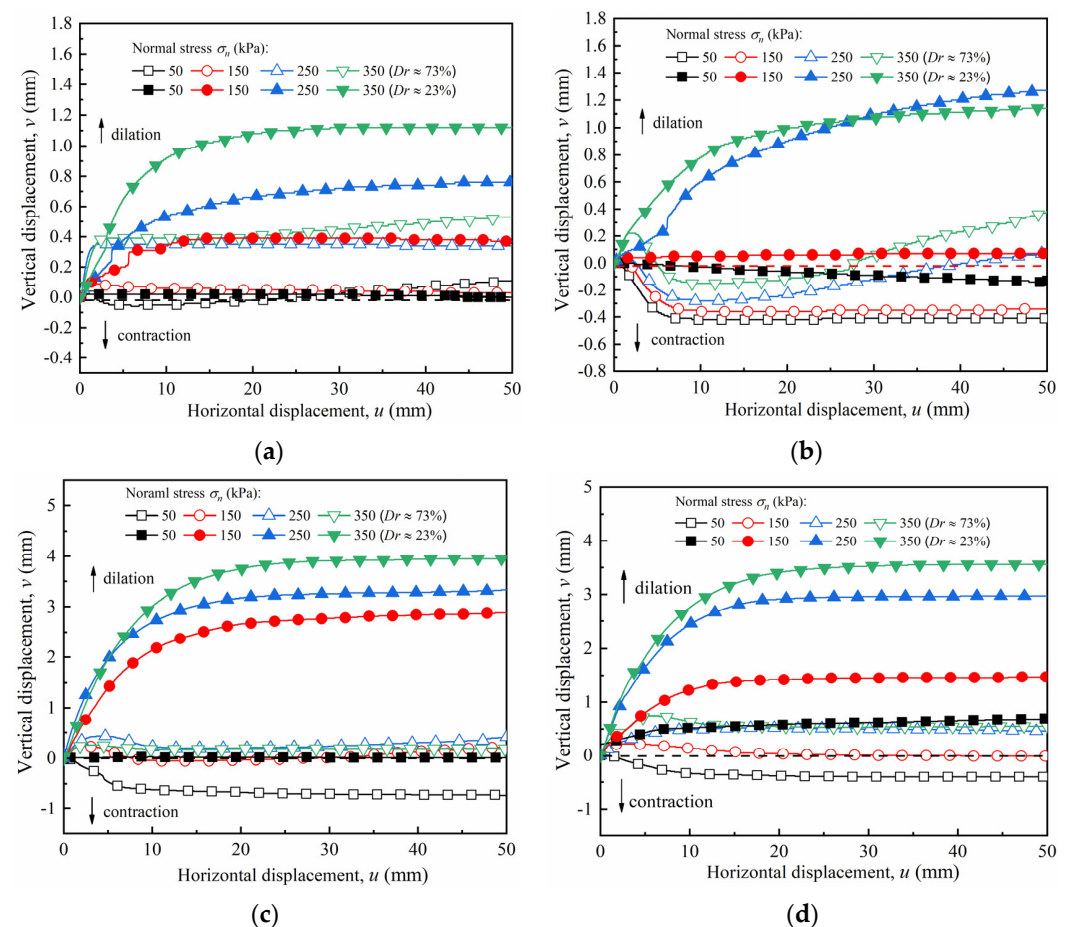 1.8
1.6
1.4
1.2
1.0
0.8
0.6
0.4
0.2
0.0
-0.2
-0.4
Vertical displacement, v (mm)
Normal stress σn (kPa):
50 150 250 350 (Dr ≈ 73%)
50 150 250 350 (Dr ≈ 23%)
dilation
contraction
0 10 20 30 40 50
Horizontal displacement, u (mm)
(a)
1.8
1.6
1.4
1.2
1.0
0.8
0.6
0.4
0.2
0.0
-0.2
-0.4
-0.6
-0.8
Vertical displacement, v (mm)
Normal stress σn (kPa):
50 150 250 350 (Dr ≈ 73%)
50 150 250 350 (Dr ≈ 23%)
dilation
contraction
0 10 20 30 40 50
Horizontal displacement, u (mm)
(b)
5
4
3
2
1
0
-1
Vertical displacement, v (mm)
Noraml stress σn (kPa):
50 150 250 350 (Dr ≈ 73%)
50 150 250 350 (Dr ≈ 23%)
dilation
contraction
0 10 20 30 40 50
Horizontal displacement, u (mm)
(c)
5
4
3
2
1
0
-1
Vertical displacement, v (mm)
Normal stress σn (kPa):
50 150 250 350 (Dr ≈ 73%)
50 150 250 350 (Dr ≈ 23%)
dilation
contraction
0 10 20 30 40 50
Horizontal displacement, u (mm)
(d)